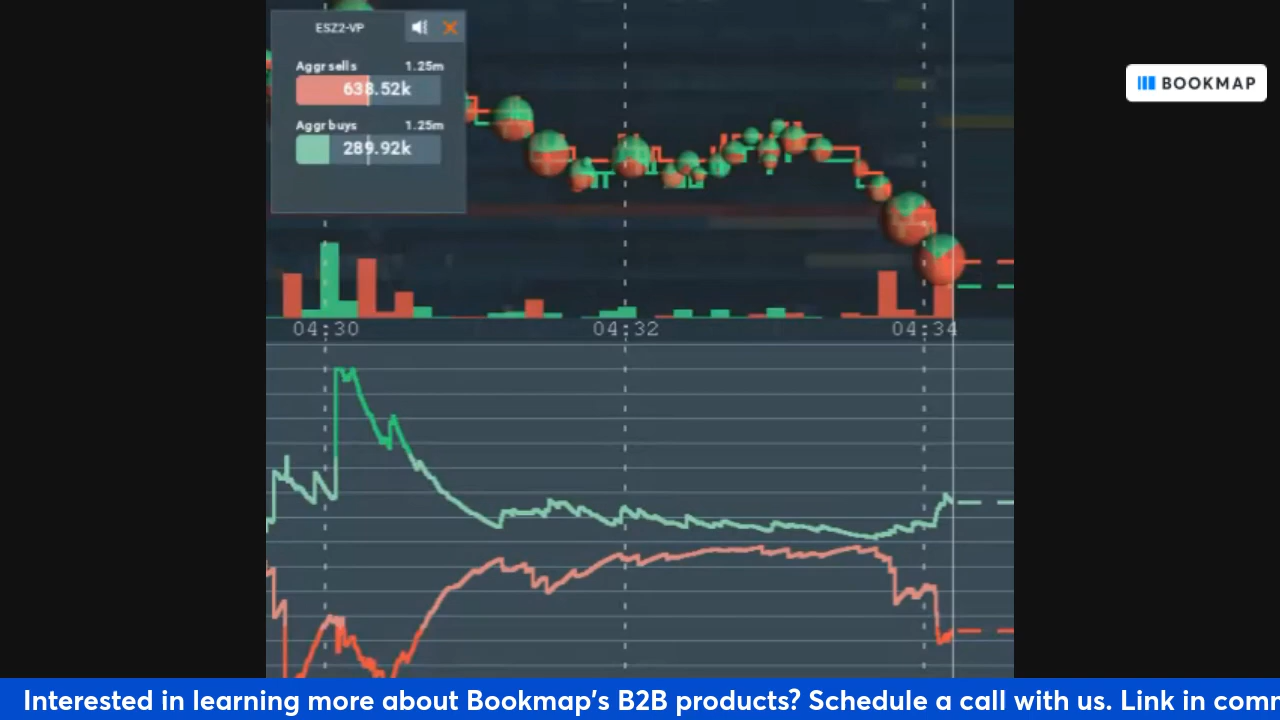 ESZ2-VP
Aggr sells 1.25m
638.52k
Aggr buys 1.25m
289.92k
BOOKMAP
04:30 04:32 04:34
Interested in learning more about Bookmap's B2B products? Schedule a call with us. Link in comm